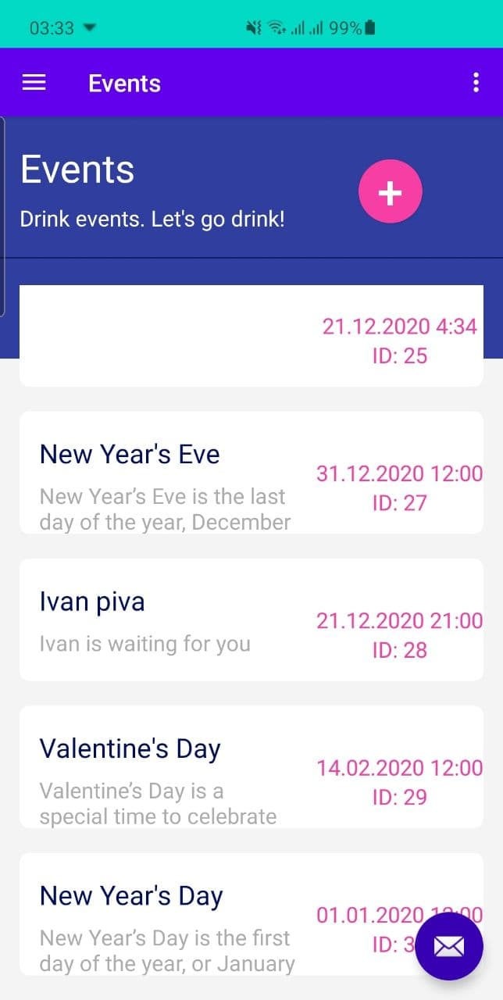 03:33
99%
Events
Events
Drink events. Let's go drink!
21.12.2020 4:34
ID: 25
New Year's Eve
31.12.2020 12:00
New Year’s Eve is the last
ID: 27
day of the year, December
Ivan piva
21.12.2020 21:00
Ivan is waiting for you
ID: 28
Valentine's Day
14.02.2020 12:00
Valentine’s Day is a
ID: 29
special time to celebrate
New Year's Day
01.01.2020
New Year’s Day is the first
ID: 3
day of the year, or January